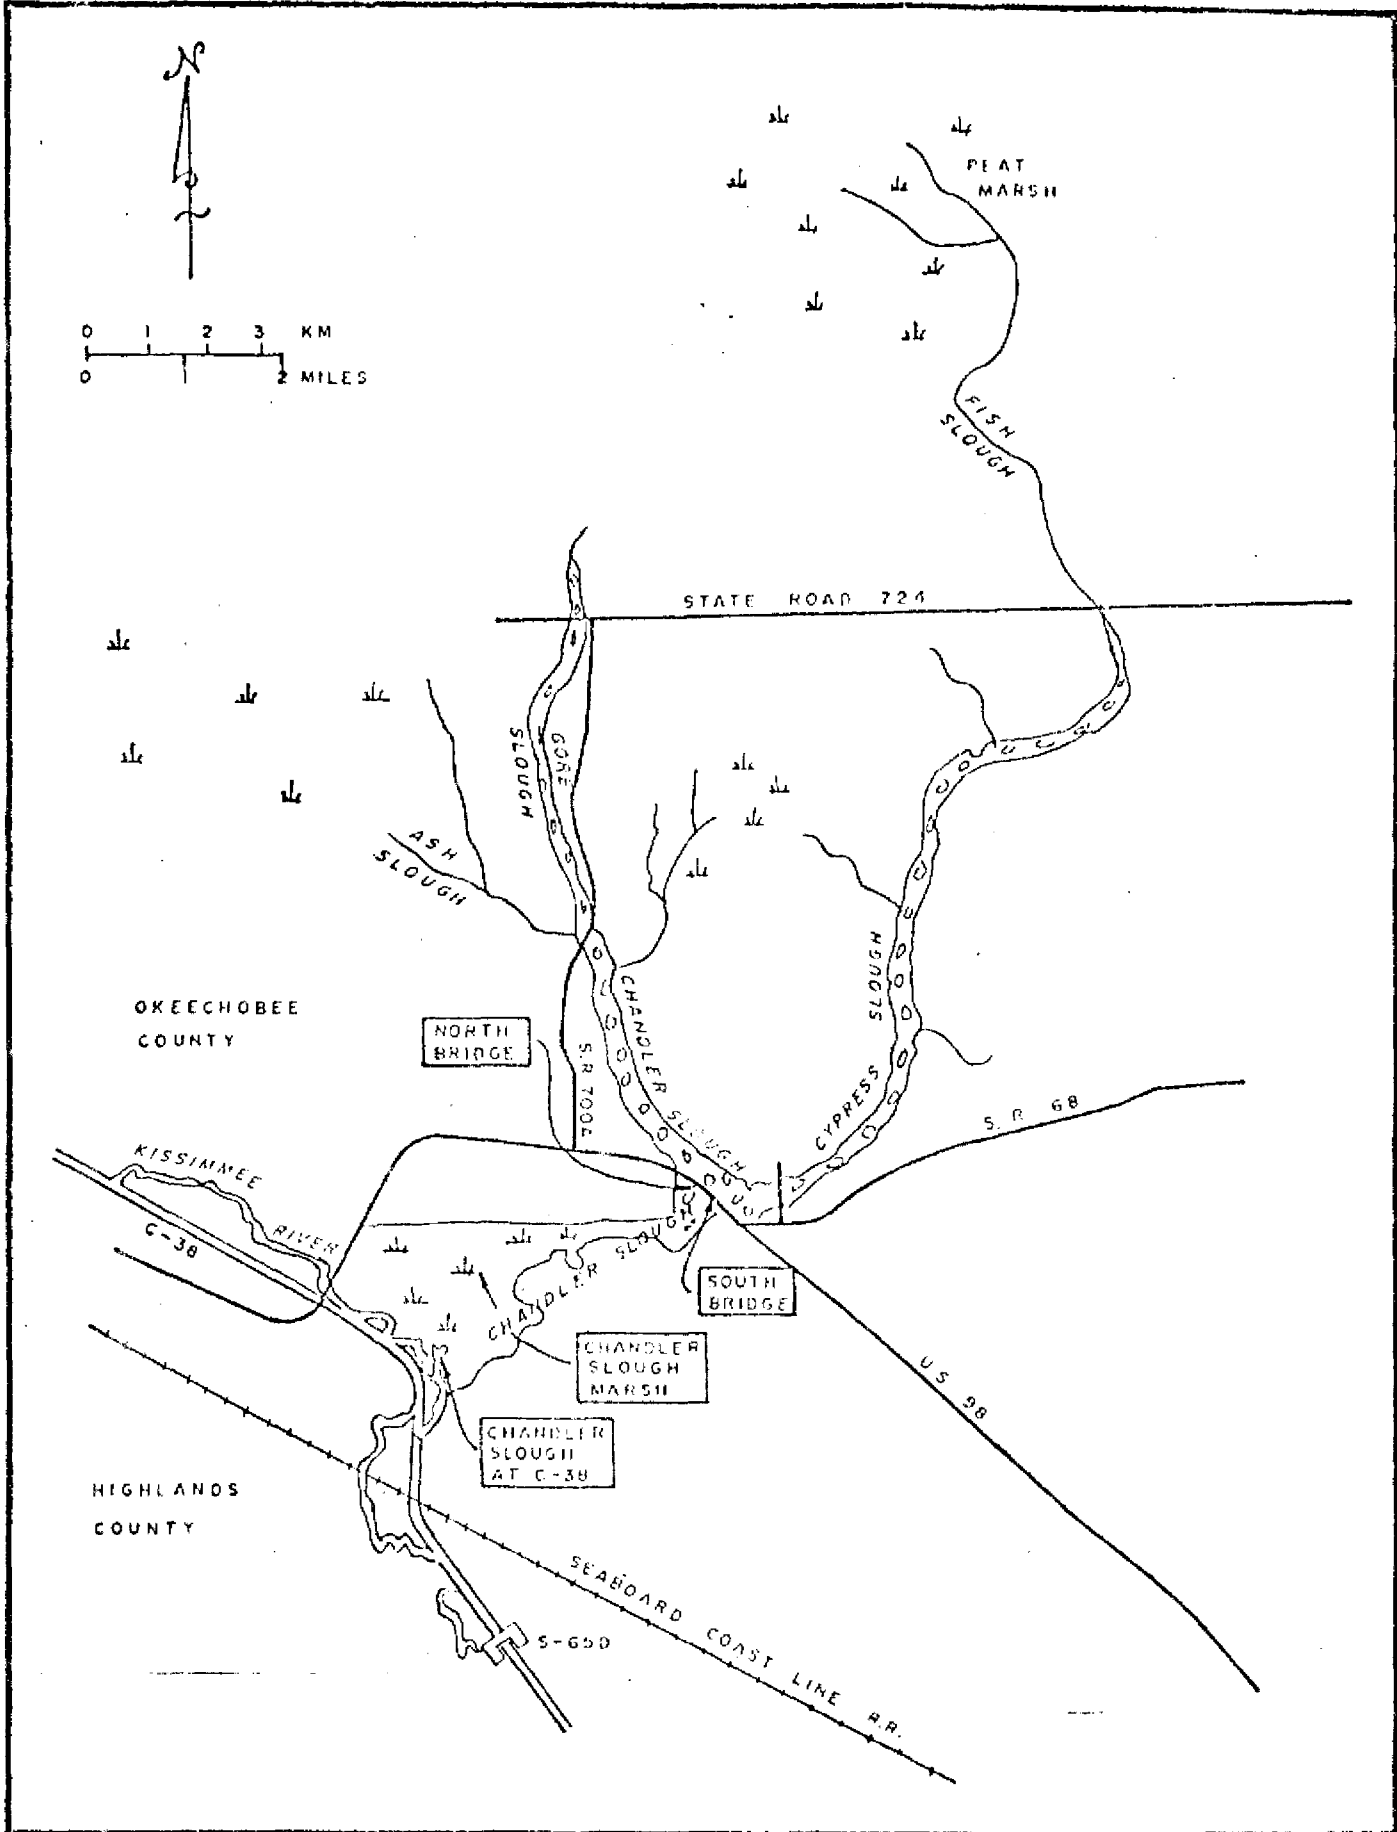 N
0 1 2 3 KM
0 1 2 MILES
PEAT
MARSH
FISH
SLOUGH
STATE ROAD 724
GORE
SLOUGH
ASH
SLOUGH
OKEECHOBEE
COUNTY
NORTH
BRIDGE
S.R. 700A
CHANDLER SLOUGH
CYPRESS SLOUGH
S.R. 68
KISSIMMEE
RIVER
C-38
CHANDLER SLOUGH
SOUTH
BRIDGE
CHANDLER
SLOUGH
MARSH
US 98
CHANDLER
SLOUGH
AT C-38
HIGHLANDS
COUNTY
SEABOARD COAST LINE R.R.
S-65D